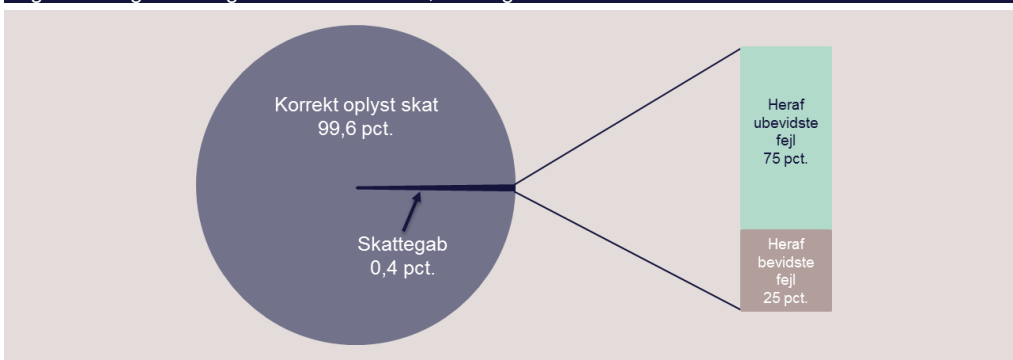 Korrekt oplyst skat
99,6 pct.
Skattegab
0,4 pct.
Heraf
ubevidste
fejl
75 pct.
Heraf
bevidste
fejl
25 pct.